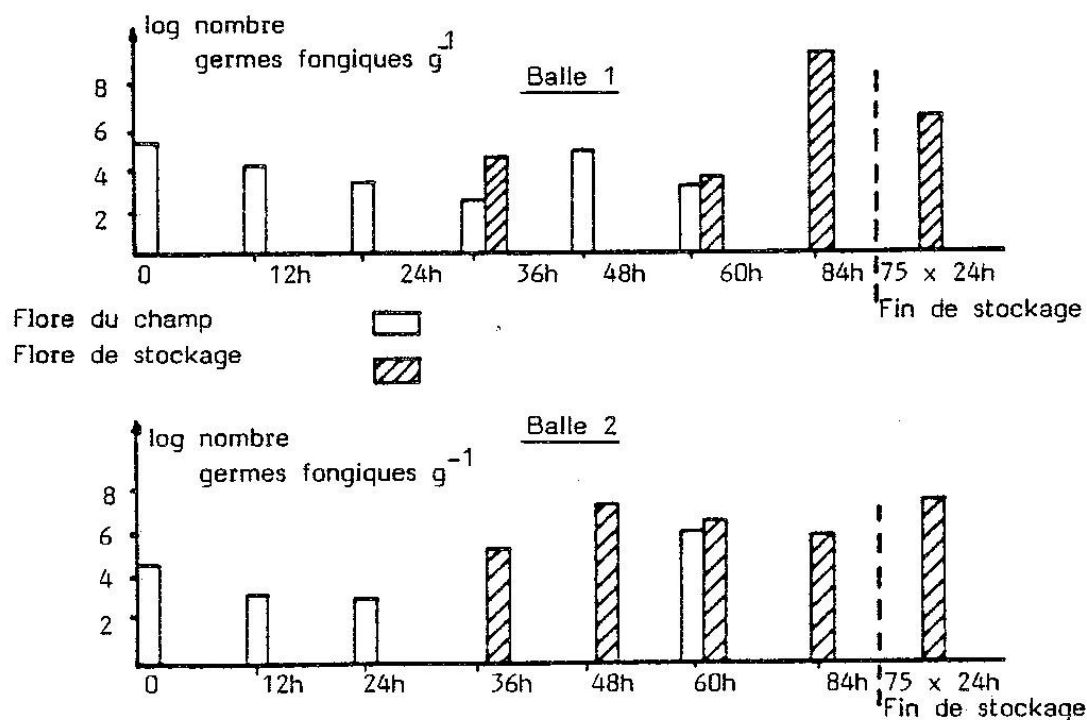 log nombre
germes fongiques g⁻¹
Balle 1
8
6
4
2
0 12h 24h 36h 48h 60h 84h 75 x 24h
Fin de stockage
Flore du champ
Flore de stockage
Balle 2
log nombre
germes fongiques g⁻¹
8
6
4
2
0 12h 24h 36h 48h 60h 84h 75 x 24h
Fin de stockage